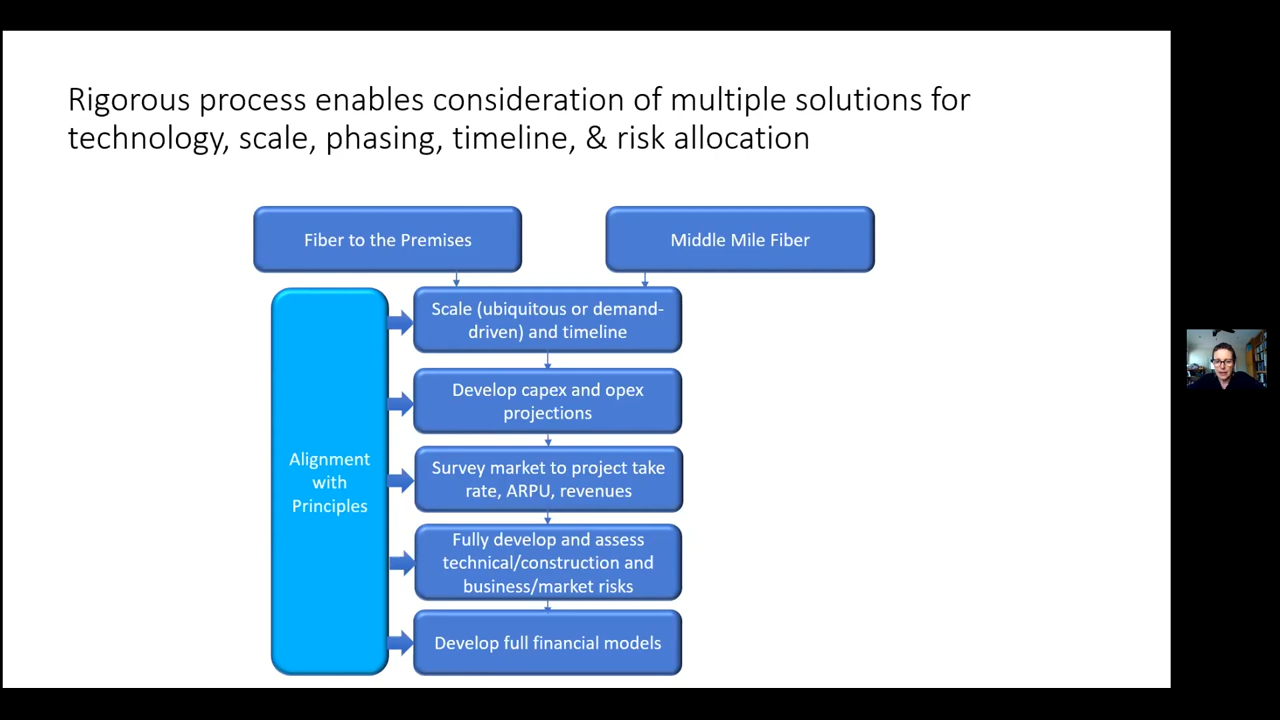 Rigorous process enables consideration of multiple solutions for
technology, scale, phasing, timeline, & risk allocation
Fiber to the Premises
Middle Mile Fiber
Scale (ubiquitous or demand-
driven) and timeline
Develop capex and opex
projections
Alignment
with
Principles
Survey market to project take
rate, ARPU, revenues
Fully develop and assess
technical/construction and
business/market risks
Develop full financial models